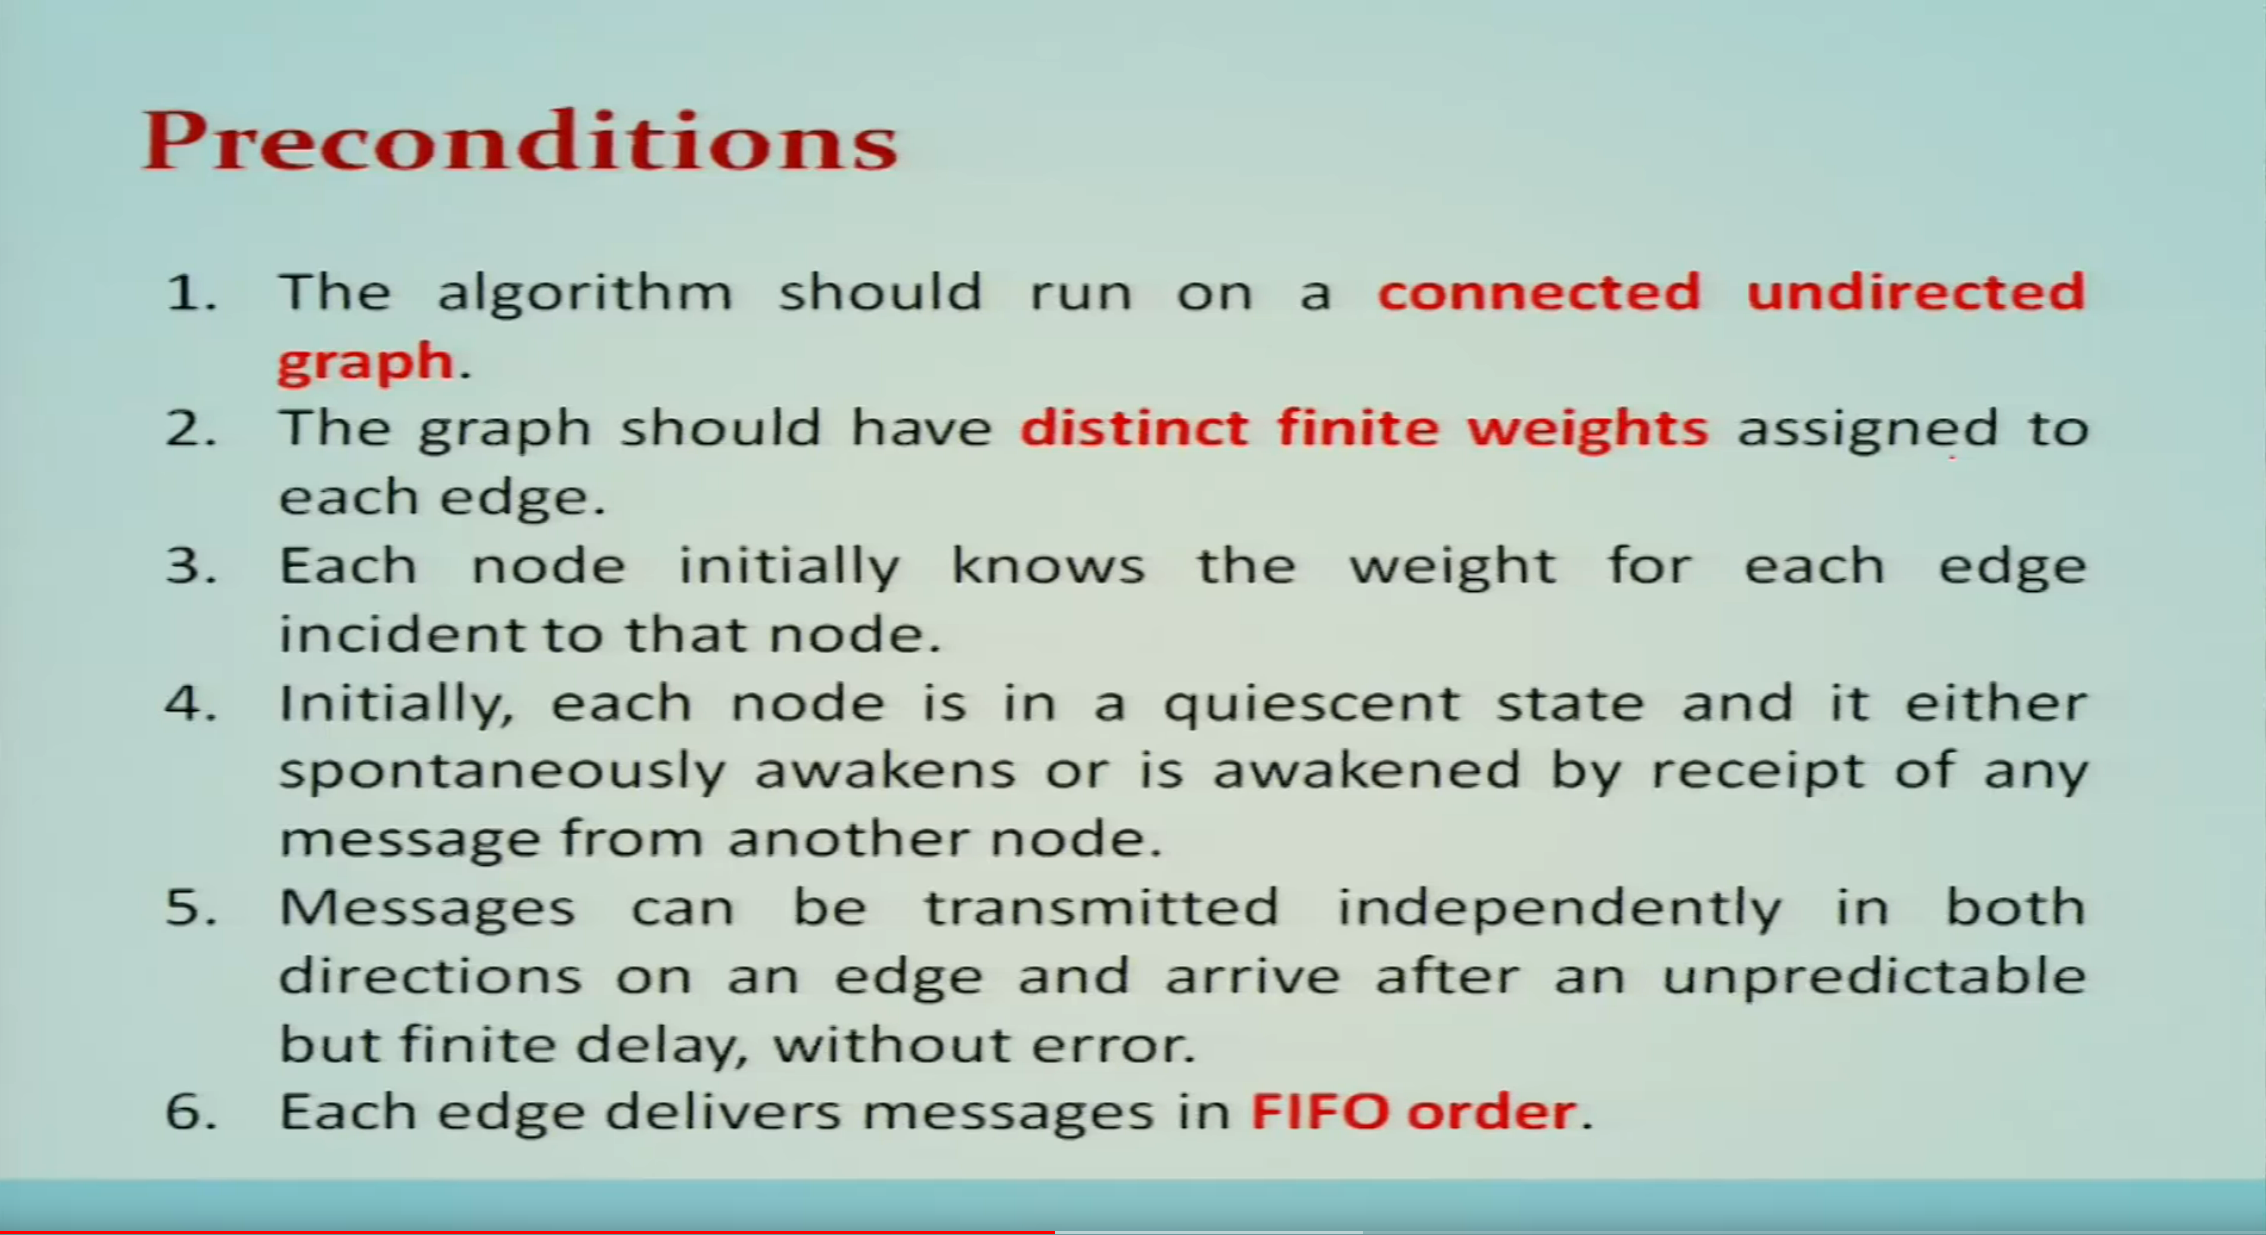 Preconditions
1. The algorithm should run on a connected undirected
graph.
2. The graph should have distinct finite weights assigned to
each edge.
3. Each node initially knows the weight for each edge
incident to that node.
4. Initially, each node is in a quiescent state and it either
spontaneously awakens or is awakened by receipt of any
message from another node.
5. Messages can be transmitted independently in both
directions on an edge and arrive after an unpredictable
but finite delay, without error.
6. Each edge delivers messages in FIFO order.